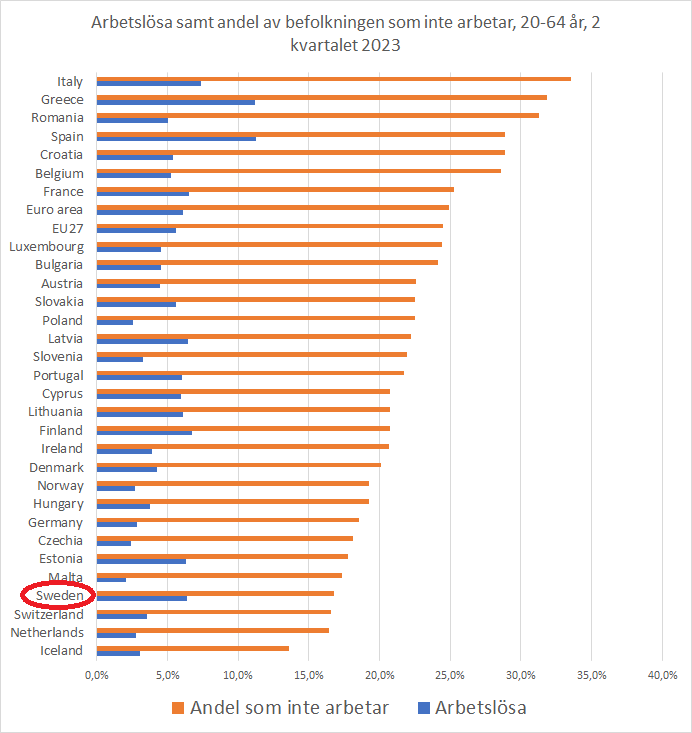 Arbetslösa samt andel av befolkningen som inte arbetar, 20-64 år, 2
kvartalet 2023
Italy
Greece
Romania
Spain
Croatia
Belgium
France
Euro area
EU27
Luxembourg
Bulgaria
Austria
Slovakia
Poland
Latvia
Slovenia
Portugal
Cyprus
Lithuania
Finland
Ireland
Denmark
Norway
Hungary
Germany
Czechia
Estonia
Malta
Sweden
Switzerland
Netherlands
Iceland
0,0% 5,0% 10,0% 15,0% 20,0% 25,0% 30,0% 35,0% 40,0%
Andel som inte arbetar Arbetslösa